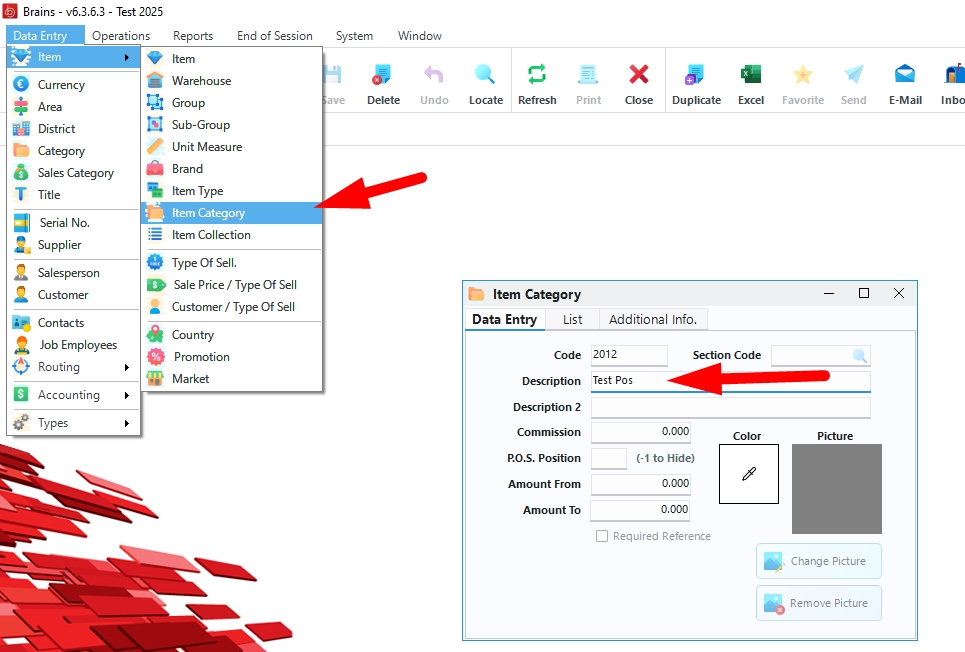 Brains - v6.3.6.3 - Test 2025
Data Entry Operations Reports End of Session System Window
Save Delete Undo Locate Refresh Print Close Duplicate Excel Favorite Send E-Mail Inbo
Item
Currency
Area
District
Category
Sales Category
Title
Serial No.
Supplier
Salesperson
Customer
Contacts
Job Employees
Routing
Accounting
Types
Item
Warehouse
Group
Sub-Group
Unit Measure
Brand
Item Type
Item Category
Item Collection
Type Of Sell.
Sale Price / Type Of Sell
Customer / Type Of Sell
Country
Promotion
Market
Item Category
Data Entry List Additional Info.
Code 2012 Section Code
Description Test Pos
Description 2
Commission 0.000
P.O.S. Position (-1 to Hide)
Amount From 0.000
Amount To 0.000
Required Reference
Color Picture
Change Picture
Remove Picture